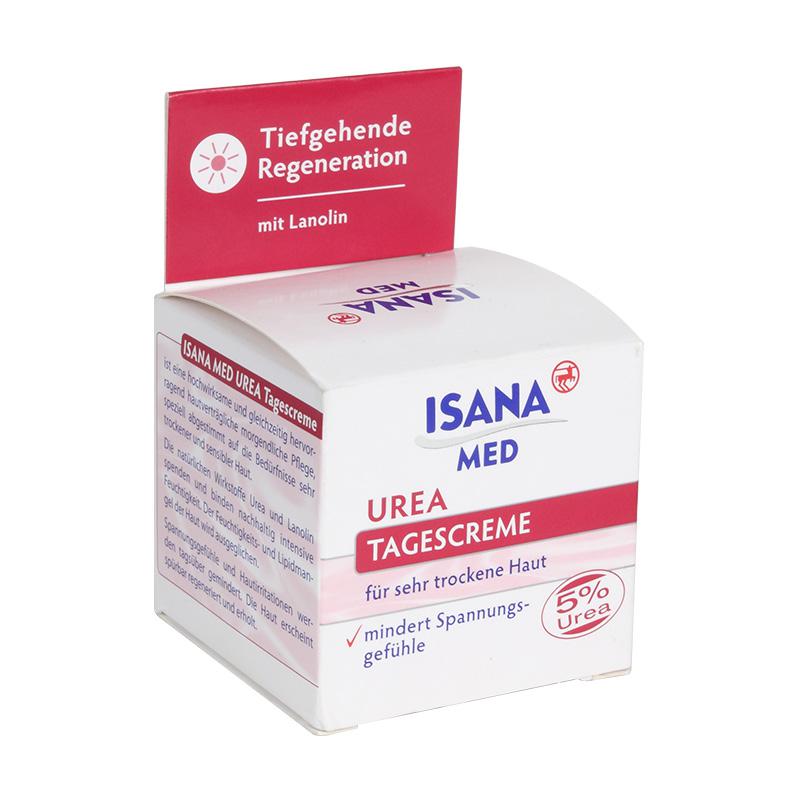 Tiefgehende
Regeneration
mit Lanolin
ISANA
MED
ISANA
MED
UREA
TAGESCREME
für sehr trockene Haut
mindert Spannungs-
gefühle
5%
Urea
ISANA MED UREA Tagescreme
ist eine hochwirksame und gleichzeitig hervor-
ragend hautverträgliche morgendliche Pflege,
speziell abgestimmt auf die Bedürfnisse sehr
trockener und sensibler Haut.
Die natürlichen Wirkstoffe Urea und Lanolin
spenden und binden nachhaltig intensive
Feuchtigkeit. Der Feuchtigkeits- und Lipidman-
gel der Haut wird ausgeglichen.
Spannungsgefühle und Hautirritationen wer-
den tagsüber gemindert. Die Haut erscheint
spürbar regeneriert und erholt.